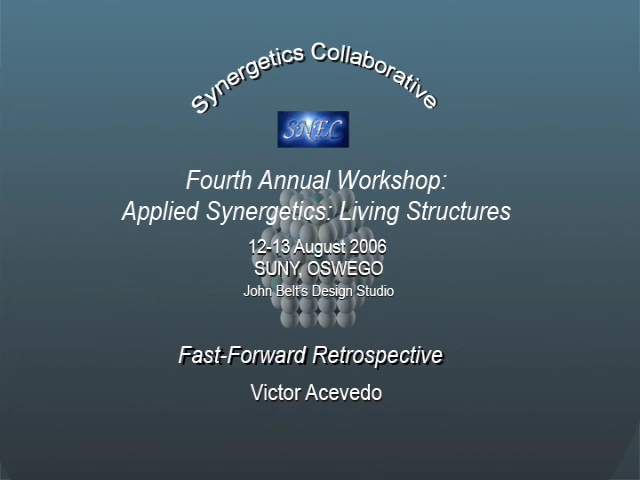 Synergetics Collaborative
SNEC
Fourth Annual Workshop:
Applied Synergetics: Living Structures
12-13 August 2006
SUNY, OSWEGO
John Belt's Design Studio
Fast-Forward Retrospective
Victor Acevedo